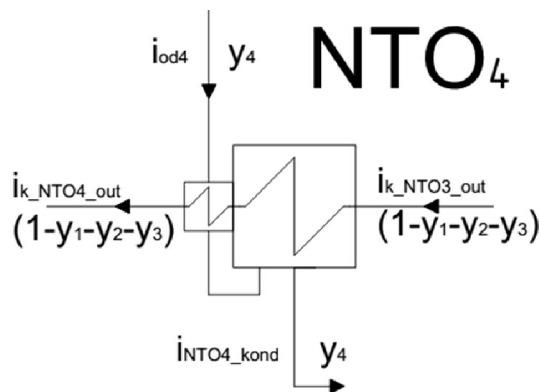 NTO₄
i_od4 y₄
i_k_NTO4_out i_k_NTO3_out
(1-y₁-y₂-y₃) (1-y₁-y₂-y₃)
i_NTO4_kond y₄